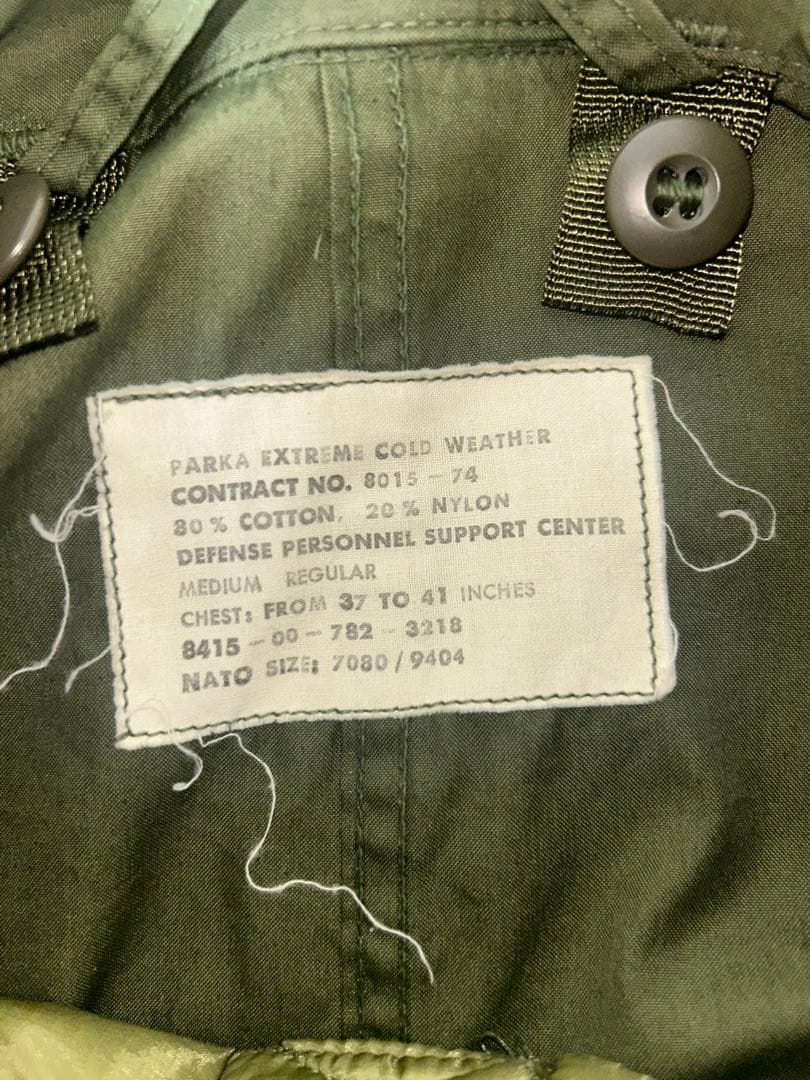 PARKA EXTREME COLD WEATHER
CONTRACT NO. 8015 - 74
80 % COTTON, 20 % NYLON
DEFENSE PERSONNEL SUPPORT CENTER
MEDIUM REGULAR
CHEST: FROM 37 TO 41 INCHES
8415 - 00 - 782 - 3218
NATO SIZE: 7080 / 9404